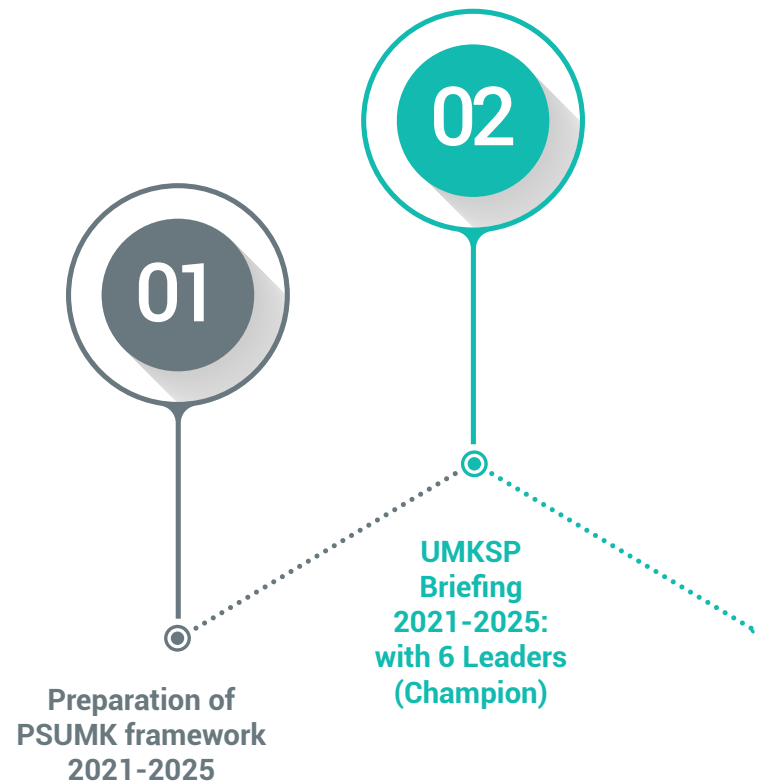 01
Preparation of
PSUMK framework
2021-2025
02
UMKSP
Briefing
2021-2025:
with 6 Leaders
(Champion)